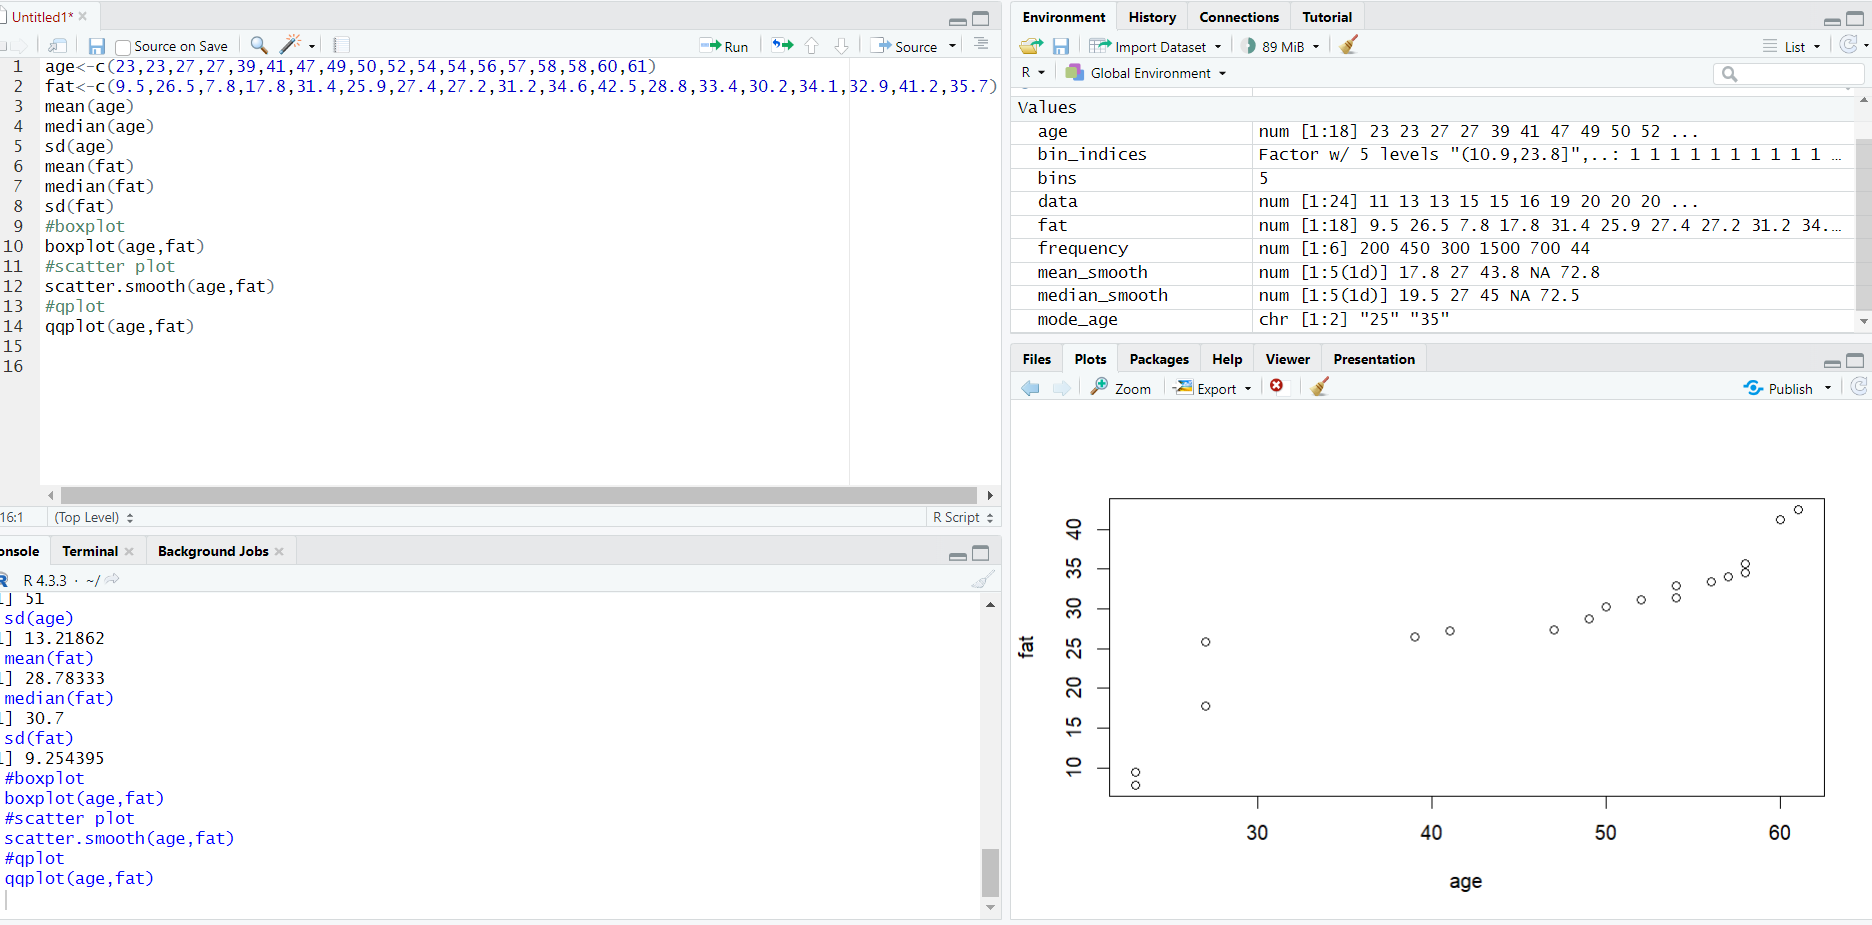 Untitled1*
Source on Save
Run
Source
1 age<-c(23,23,27,27,39,41,47,49,50,52,54,54,56,57,58,58,60,61)
2 fat<-c(9.5,26.5,7.8,17.8,31.4,25.9,27.4,27.2,31.2,34.6,42.5,28.8,33.4,30.2,34.1,32.9,41.2,35.7)
3 mean(age)
4 median(age)
5 sd(age)
6 mean(fat)
7 median(fat)
8 sd(fat)
9 #boxplot
10 boxplot(age,fat)
11 #scatter plot
12 scatter.smooth(age,fat)
13 #qplot
14 qqplot(age,fat)
15
16
16:1 (Top Level) R Script
onsole Terminal Background Jobs
R R 4.3.3 · ~/
1] 51
sd(age)
1] 13.21862
mean(fat)
1] 28.78333
median(fat)
1] 30.7
sd(fat)
1] 9.254395
#boxplot
boxplot(age,fat)
#scatter plot
scatter.smooth(age,fat)
#qplot
qqplot(age,fat)
Environment History Connections Tutorial
Import Dataset 89 MiB List
R Global Environment
Values
age num [1:18] 23 23 27 27 39 41 47 49 50 52 ...
bin_indices Factor w/ 5 levels "(10.9,23.8]",..: 1 1 1 1 1 1 1 1 1 1 …
bins 5
data num [1:24] 11 13 13 15 15 16 19 20 20 20 ...
fat num [1:18] 9.5 26.5 7.8 17.8 31.4 25.9 27.4 27.2 31.2 34.…
frequency num [1:6] 200 450 300 1500 700 44
mean_smooth num [1:5(1d)] 17.8 27 43.8 NA 72.8
median_smooth num [1:5(1d)] 19.5 27 45 NA 72.5
mode_age chr [1:2] "25" "35"
Files Plots Packages Help Viewer Presentation
Zoom Export Publish
fat
40
35
30
25
20
15
10
30 40 50 60
age